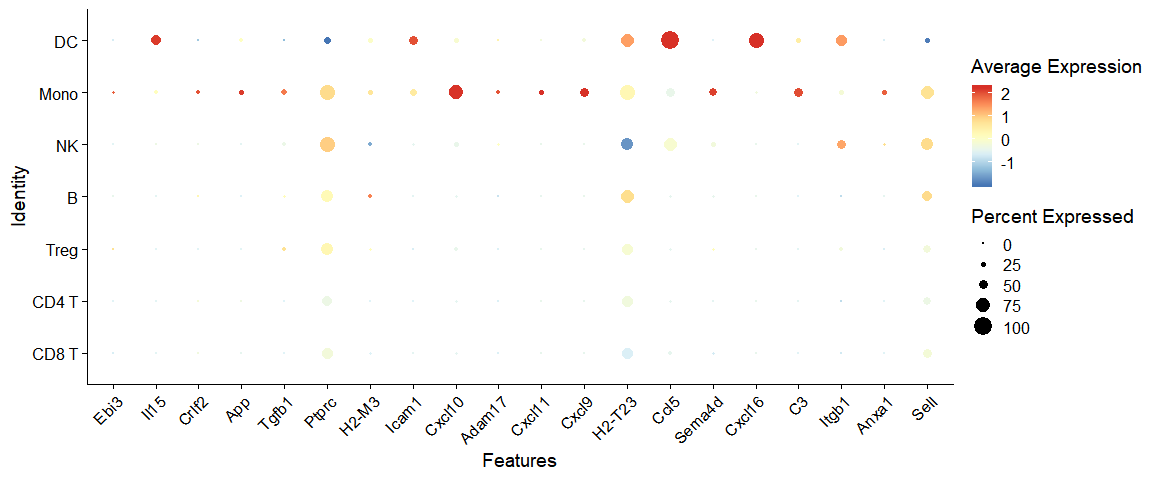 DC
Mono
NK
B
Treg
CD4 T
CD8 T
Identity
Ebi3
Il15
Crlf2
App
Tgfb1
Ptprc
H2-M3
Icam1
Cxcl10
Adam17
Cxcl11
Cxcl9
H2-T23
Ccl5
Sema4d
Cxcl16
C3
Itgb1
Anxa1
Sell
Features
Average Expression
2
1
0
-1
Percent Expressed
0
25
50
75
100